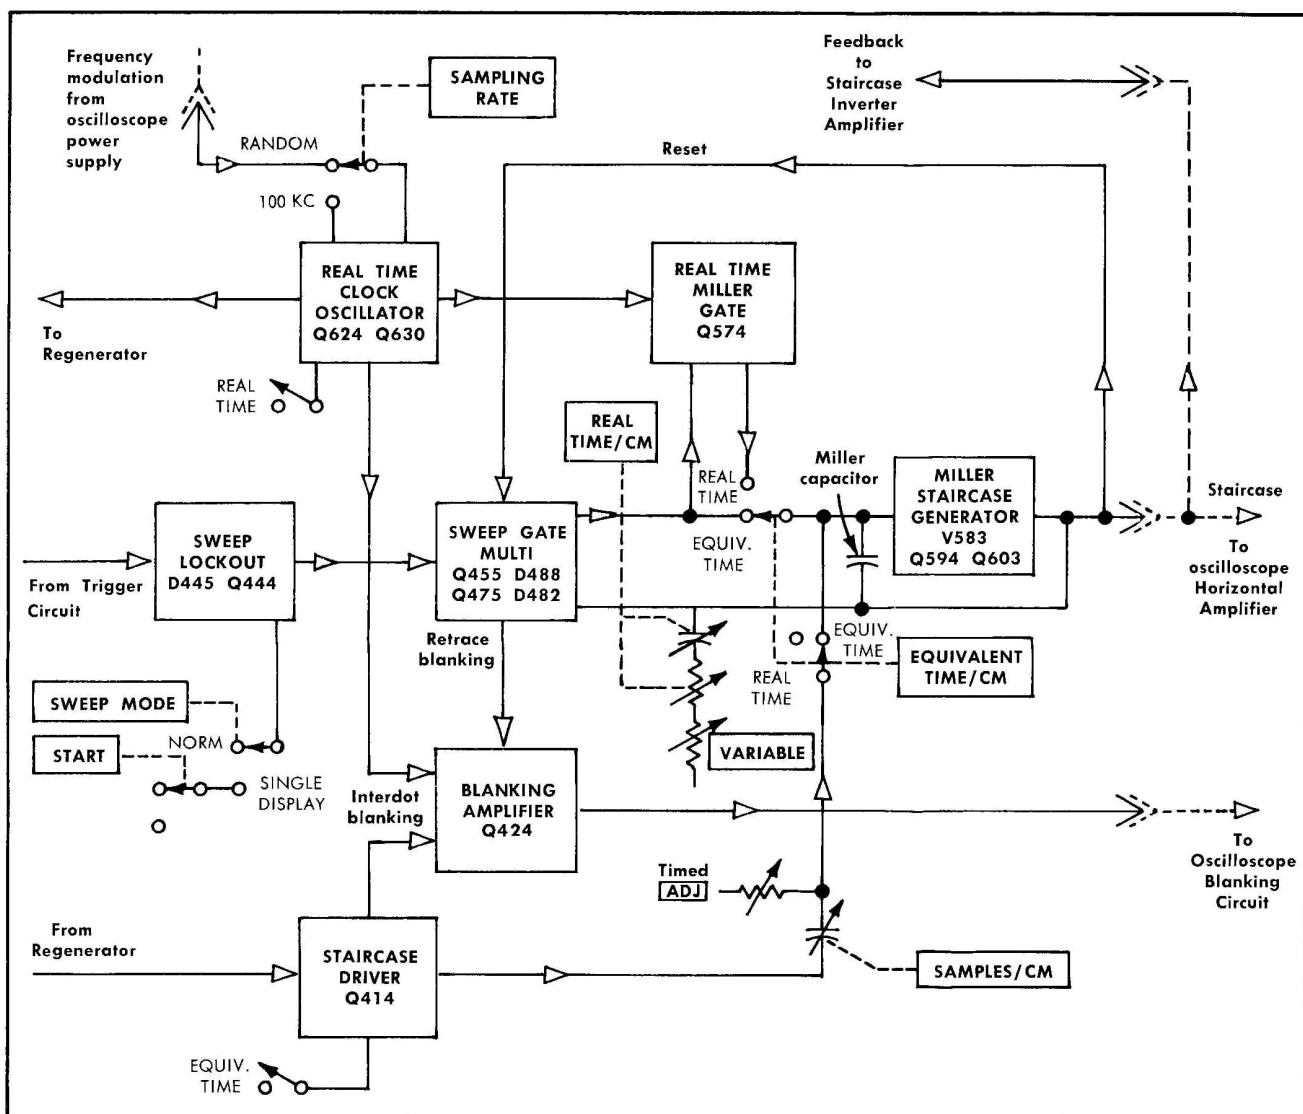 Frequency
modulation
from
oscilloscope
power
supply
SAMPLING
RATE
RANDOM
100 KC
Feedback
to
Staircase
Inverter
Amplifier
Reset
REAL TIME
CLOCK
OSCILLATOR
Q624 Q630
REAL TIME
MILLER
GATE
Q574
To
Regenerator
REAL
TIME
REAL
TIME/CM
REAL
TIME
Miller
capacitor
MILLER
STAIRCASE
GENERATOR
V583
Q594 Q603
Staircase
To
oscilloscope
Horizontal
Amplifier
SWEEP
LOCKOUT
D445 Q444
From Trigger
Circuit
SWEEP GATE
MULTI
Q455 D488
Q475 D482
EQUIV.
TIME
Retrace
blanking
EQUIV.
TIME
REAL
TIME
EQUIVALENT
TIME/CM
SWEEP MODE
START
NORM
SINGLE
DISPLAY
VARIABLE
Interdot
blanking
BLANKING
AMPLIFIER
Q424
To
Oscilloscope
Blanking
Circuit
Timed
ADJ
From
Regenerator
STAIRCASE
DRIVER
Q414
SAMPLES/CM
EQUIV.
TIME